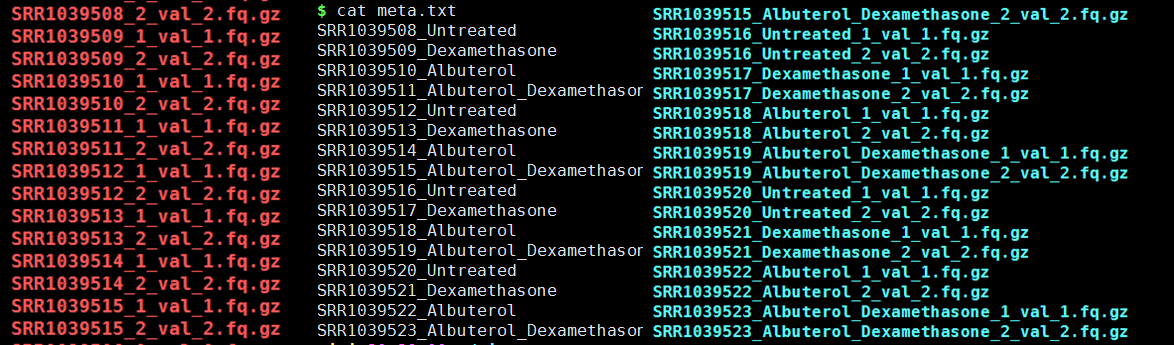 SRR1039508_2_val_2.fq.gz
SRR1039509_1_val_1.fq.gz
SRR1039509_2_val_2.fq.gz
SRR1039510_1_val_1.fq.gz
SRR1039510_2_val_2.fq.gz
SRR1039511_1_val_1.fq.gz
SRR1039511_2_val_2.fq.gz
SRR1039512_1_val_1.fq.gz
SRR1039512_2_val_2.fq.gz
SRR1039513_1_val_1.fq.gz
SRR1039513_2_val_2.fq.gz
SRR1039514_1_val_1.fq.gz
SRR1039514_2_val_2.fq.gz
SRR1039515_1_val_1.fq.gz
SRR1039515_2_val_2.fq.gz
$ cat meta.txt
SRR1039508_Untreated
SRR1039509_Dexamethasone
SRR1039510_Albuterol
SRR1039511_Albuterol_Dexamethason
SRR1039512_Untreated
SRR1039513_Dexamethasone
SRR1039514_Albuterol
SRR1039515_Albuterol_Dexamethason
SRR1039516_Untreated
SRR1039517_Dexamethasone
SRR1039518_Albuterol
SRR1039519_Albuterol_Dexamethason
SRR1039520_Untreated
SRR1039521_Dexamethasone
SRR1039522_Albuterol
SRR1039523_Albuterol_Dexamethason
SRR1039515_Albuterol_Dexamethasone_2_val_2.fq.gz
SRR1039516_Untreated_1_val_1.fq.gz
SRR1039516_Untreated_2_val_2.fq.gz
SRR1039517_Dexamethasone_1_val_1.fq.gz
SRR1039517_Dexamethasone_2_val_2.fq.gz
SRR1039518_Albuterol_1_val_1.fq.gz
SRR1039518_Albuterol_2_val_2.fq.gz
SRR1039519_Albuterol_Dexamethasone_1_val_1.fq.gz
SRR1039519_Albuterol_Dexamethasone_2_val_2.fq.gz
SRR1039520_Untreated_1_val_1.fq.gz
SRR1039520_Untreated_2_val_2.fq.gz
SRR1039521_Dexamethasone_1_val_1.fq.gz
SRR1039521_Dexamethasone_2_val_2.fq.gz
SRR1039522_Albuterol_1_val_1.fq.gz
SRR1039522_Albuterol_2_val_2.fq.gz
SRR1039523_Albuterol_Dexamethasone_1_val_1.fq.gz
SRR1039523_Albuterol_Dexamethasone_2_val_2.fq.gz